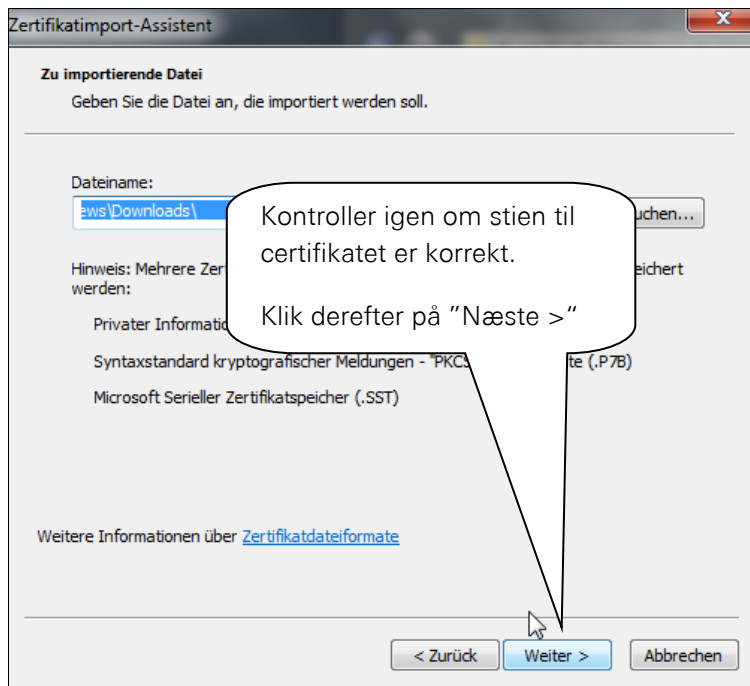 Zertifikatimport-Assistent
Zu importierende Datei
Geben Sie die Datei an, die importiert werden soll.
Dateiname:
ews\Downloads\
uchen...
Kontroller igen om stien til
certifikatet er korrekt.
Klik derefter på ”Næste >“
Hinweis: Mehrere Zer
eichert
werden:
Privater Informatio
Syntaxstandard kryptografischer Meldungen - "PKCS
te (.P7B)
Microsoft Serieller Zertifikatspeicher (.SST)
Weitere Informationen über Zertifikatdateiformate
< Zurück
Weiter >
Abbrechen